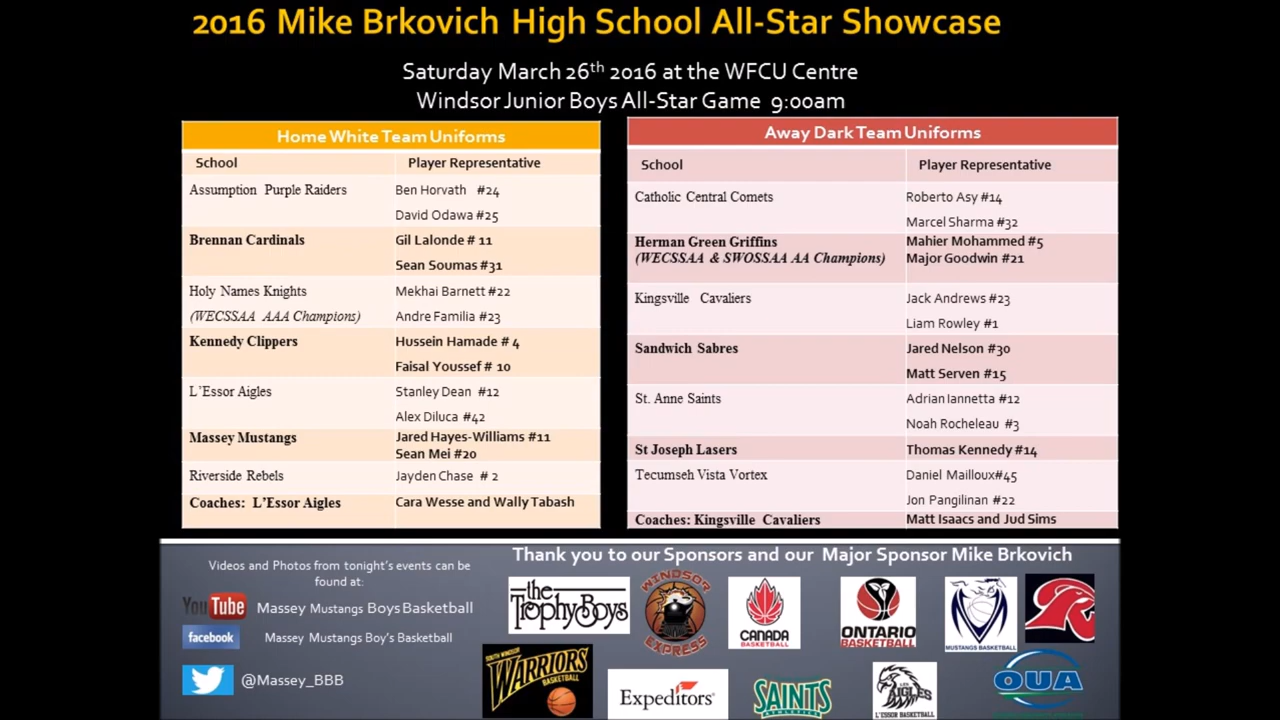 2016 Mike Brkovich High School All-Star Showcase
Saturday March 26th 2016 at the WFCU Centre
Windsor Junior Boys All-Star Game 9:00am
Home White Team Uniforms
School Player Representative
Assumption Purple Raiders Ben Horvath #24
David Odawa #25
Brennan Cardinals Gil Lalonde # 11
Sean Soumas #31
Holy Names Knights Mekhai Barnett #22
(WECSSAA AAA Champions) Andre Familia #23
Kennedy Clippers Hussein Hamade # 4
Faisal Youssef # 10
L'Essor Aigles Stanley Dean #12
Alex Diluca #42
Massey Mustangs Jared Hayes-Williams #11
Sean Mei #20
Riverside Rebels Jayden Chase # 2
Coaches: L'Essor Aigles Cara Wesse and Wally Tabash
Away Dark Team Uniforms
School Player Representative
Catholic Central Comets Roberto Asy #14
Marcel Sharma #32
Herman Green Griffins Mahier Mohammed #5
(WECSSAA & SWOSSAA AA Champions) Major Goodwin #21
Kingsville Cavaliers Jack Andrews #23
Liam Rowley #1
Sandwich Sabres Jared Nelson #30
Matt Serven #15
St. Anne Saints Adrian Iannetta #12
Noah Rocheleau #3
St Joseph Lasers Thomas Kennedy #14
Tecumseh Vista Vortex Daniel Mailloux#45
Jon Pangilinan #22
Coaches: Kingsville Cavaliers Matt Isaacs and Jud Sims
Videos and Photos from tonight's events can be
found at:
YouTube Massey Mustangs Boys Basketball
facebook Massey Mustangs Boy's Basketball
@Massey_BBB
Thank you to our Sponsors and our Major Sponsor Mike Brkovich
the
TrophyBoys
WINDSOR
EXPRESS
CANADA
BASKETBALL
ONTARIO
BASKETBALL
MUSTANGS BASKETBALL
R
SOUTH WINDSOR
WARRIORS
BASKETBALL
Expeditors®
SAINTS
ATHLETICS
LES
AIGLES
L'ESSOR BASKETBALL
OUA